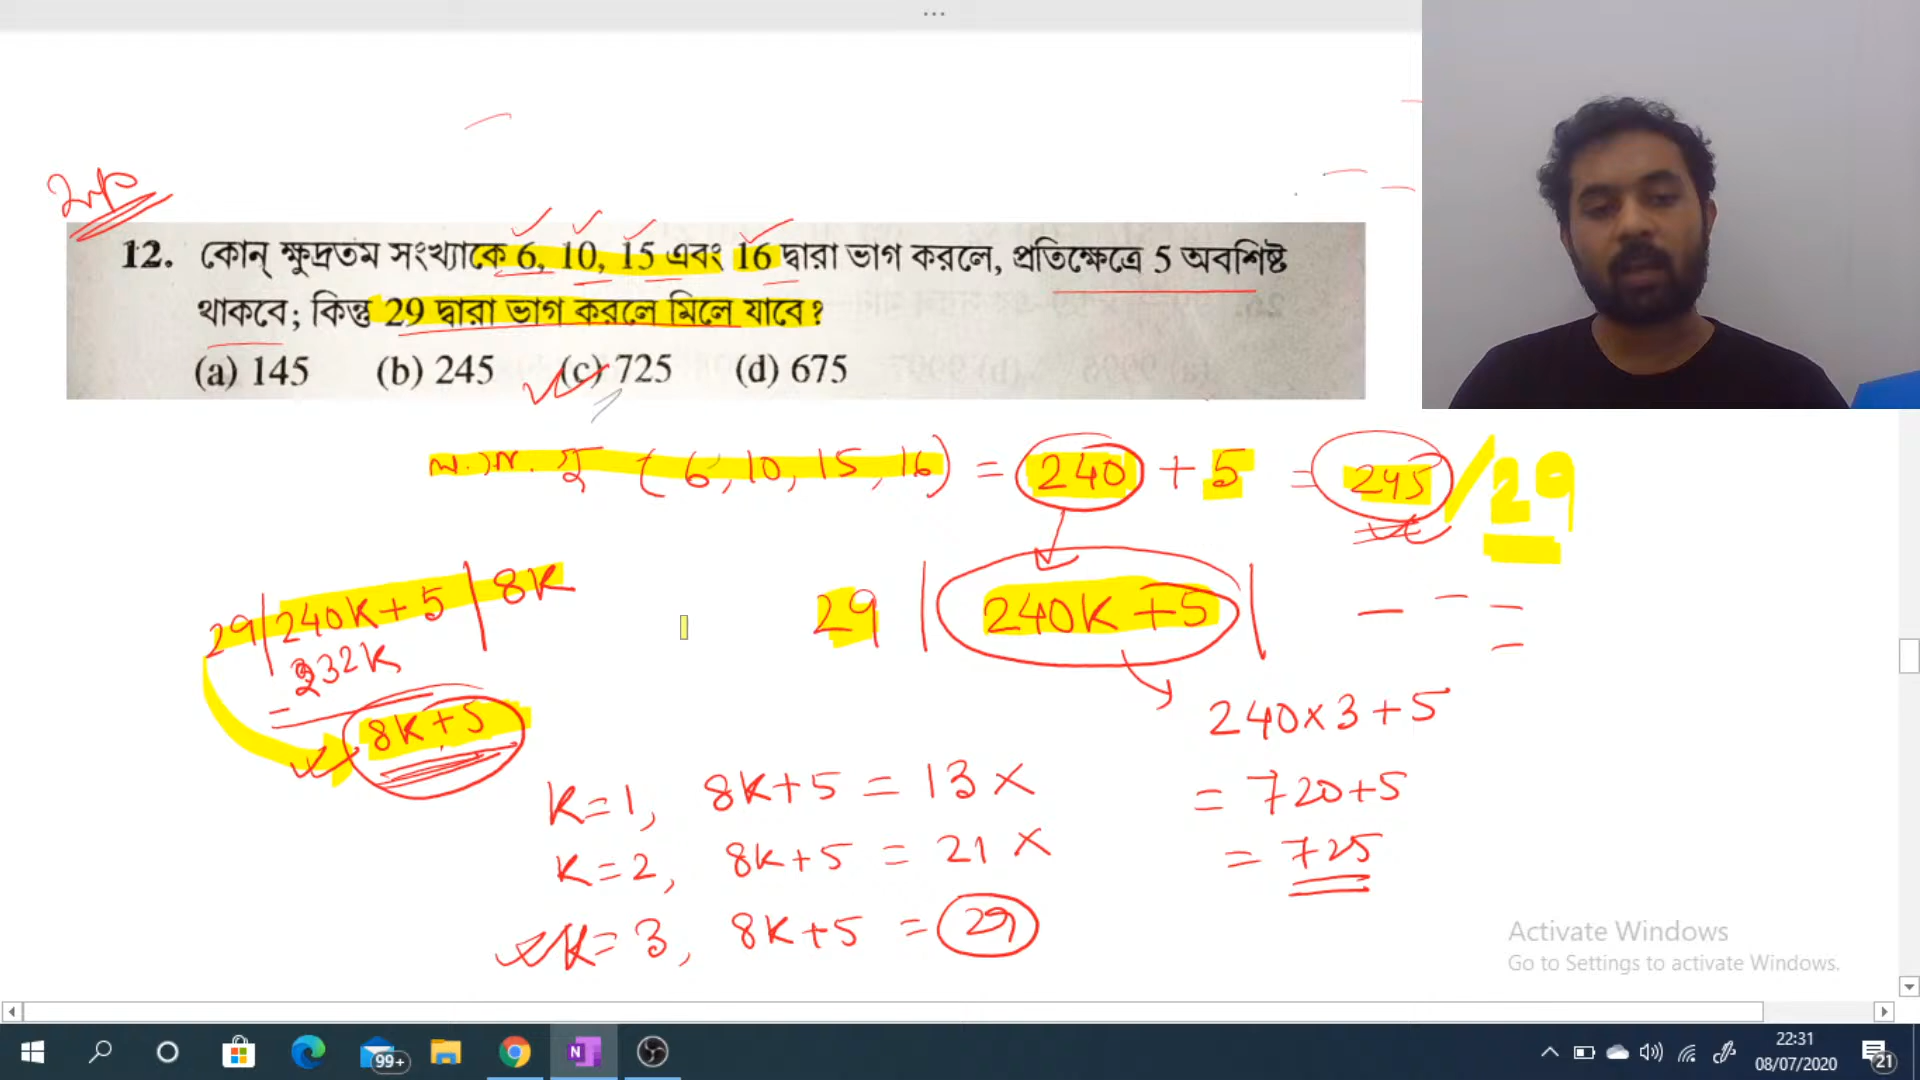 ...
Imp
12. কোন্ ক্ষুদ্রতম সংখ্যাকে 6, 10, 15 এবং 16 দ্বারা ভাগ করলে, প্রতিক্ষেত্রে 5 অবশিষ্ট
থাকবে; কিন্তু 29 দ্বারা ভাগ করলে মিলে যাবে?
(a) 145 (b) 245 (c) 725 (d) 675
ল. সা. গু (6, 10, 15, 16) = 240 + 5 = 245 / 29
29 | 240K+5 | 8K
232K
8K+5
29 | 240K+5 |
240×3+5
= 720+5
= 725
K=1, 8K+5 = 13 ×
K=2, 8K+5 = 21 ×
K=3, 8K+5 = 29
Activate Windows
Go to Settings to activate Windows.
99+
22:31
08/07/2020
21